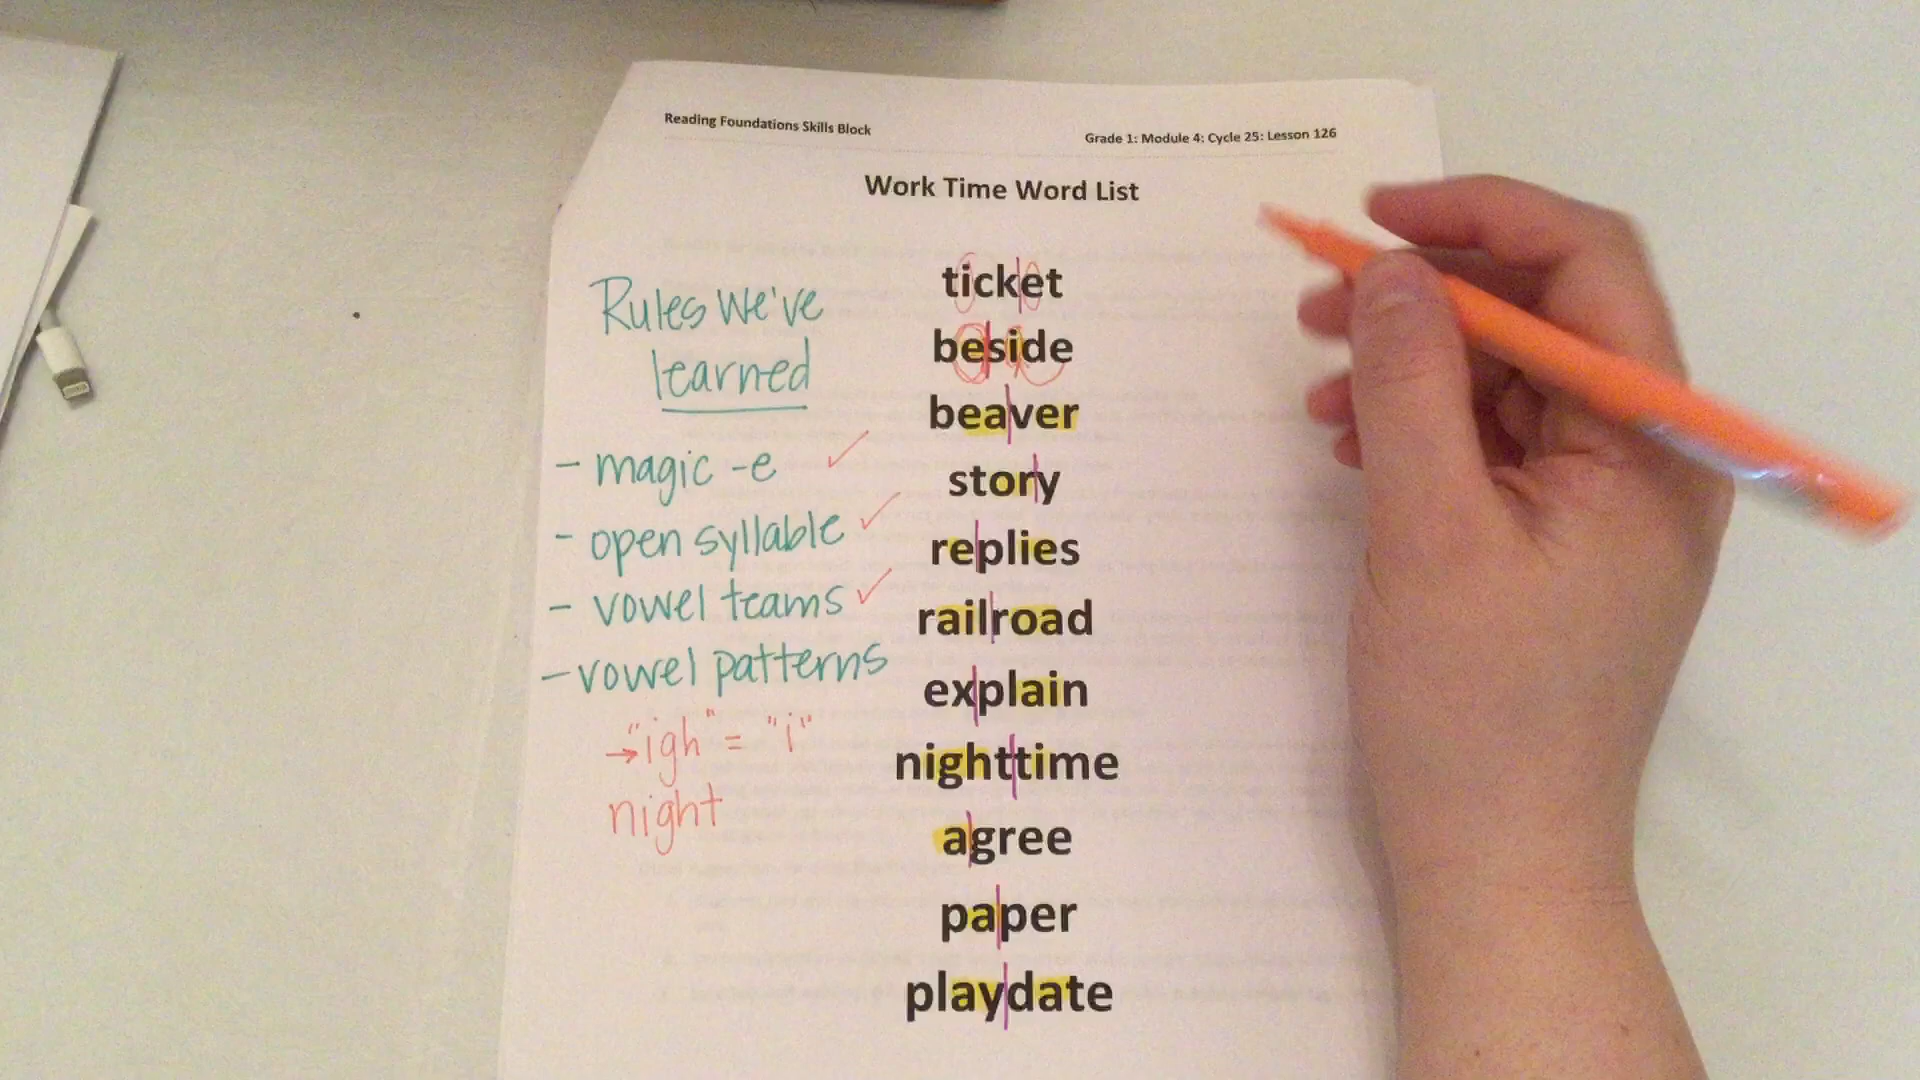 Reading Foundations Skills Block
Grade 1: Module 4: Cycle 25: Lesson 126
Work Time Word List
Rules We've
learned
- magic -e
- open syllable
- vowel teams
- vowel patterns
→"igh" = "i"
night
ticket
beside
beaver
story
replies
railroad
explain
nighttime
agree
paper
playdate